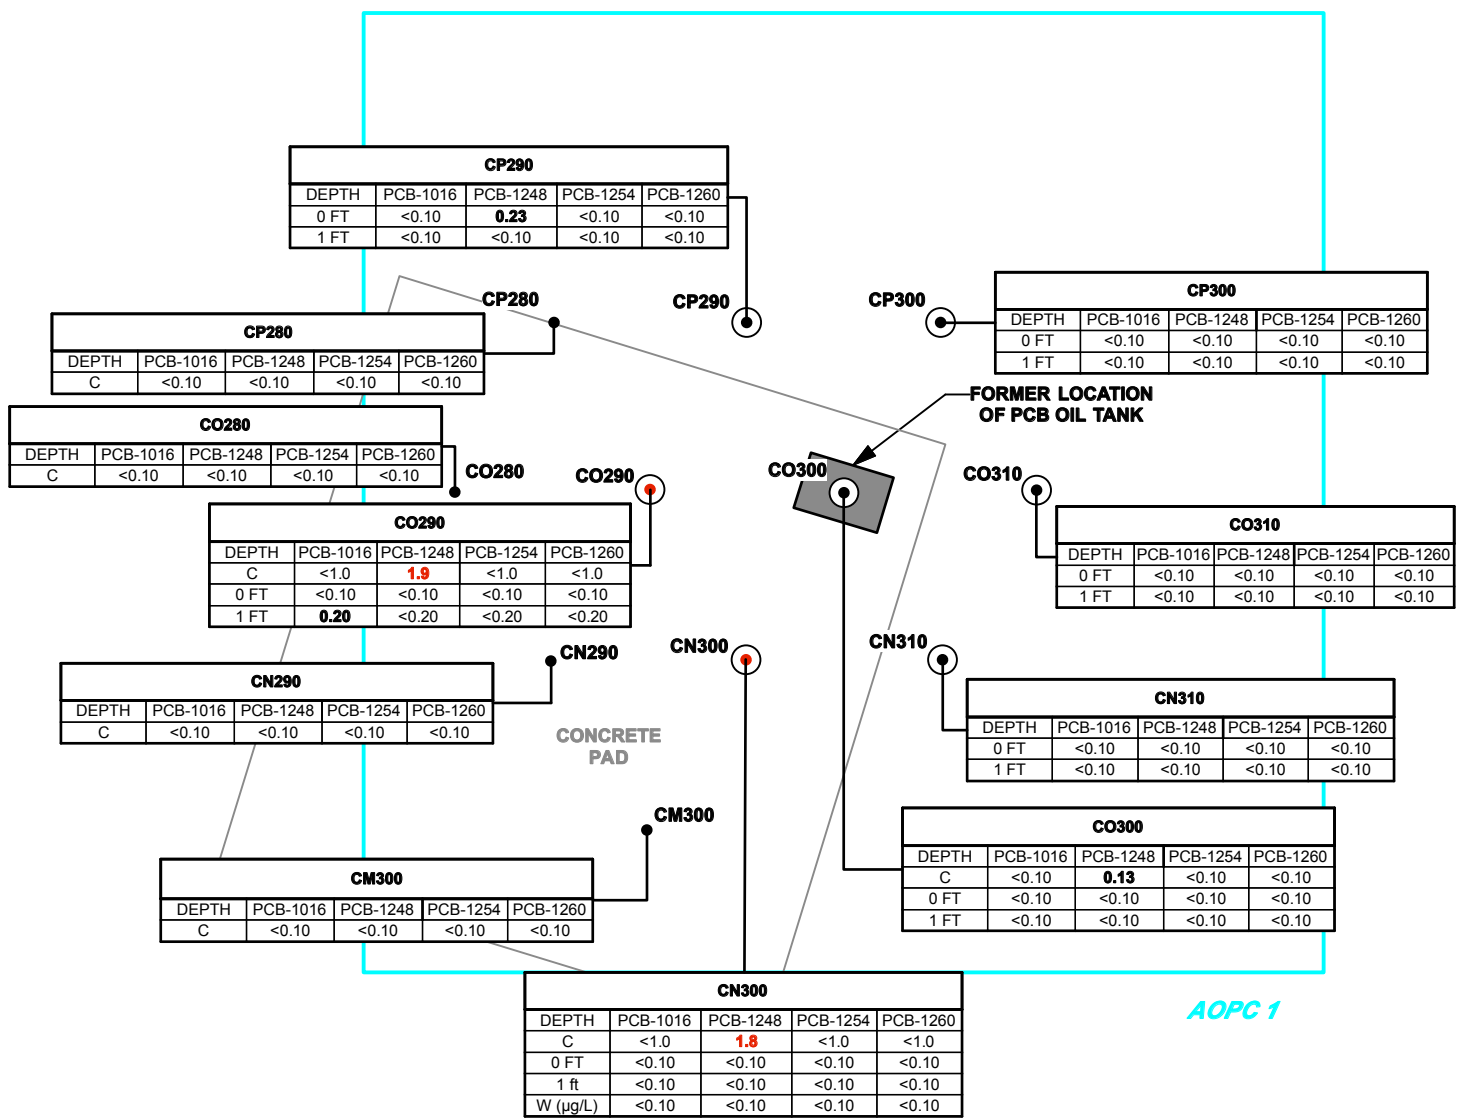 CP290
DEPTH PCB-1016 PCB-1248 PCB-1254 PCB-1260
0 FT <0.10 0.23 <0.10 <0.10
1 FT <0.10 <0.10 <0.10 <0.10
CP280
CP290
CP300
CP300
DEPTH PCB-1016 PCB-1248 PCB-1254 PCB-1260
0 FT <0.10 <0.10 <0.10 <0.10
1 FT <0.10 <0.10 <0.10 <0.10
CP280
DEPTH PCB-1016 PCB-1248 PCB-1254 PCB-1260
C <0.10 <0.10 <0.10 <0.10
FORMER LOCATION
OF PCB OIL TANK
CO280
DEPTH PCB-1016 PCB-1248 PCB-1254 PCB-1260
C <0.10 <0.10 <0.10 <0.10
CO280
CO290
CO300
CO310
CO290
DEPTH PCB-1016 PCB-1248 PCB-1254 PCB-1260
C <1.0 1.9 <1.0 <1.0
0 FT <0.10 <0.10 <0.10 <0.10
1 FT 0.20 <0.20 <0.20 <0.20
CO310
DEPTH PCB-1016 PCB-1248 PCB-1254 PCB-1260
0 FT <0.10 <0.10 <0.10 <0.10
1 FT <0.10 <0.10 <0.10 <0.10
CN290
CN300
CN310
CN290
DEPTH PCB-1016 PCB-1248 PCB-1254 PCB-1260
C <0.10 <0.10 <0.10 <0.10
CN310
DEPTH PCB-1016 PCB-1248 PCB-1254 PCB-1260
0 FT <0.10 <0.10 <0.10 <0.10
1 FT <0.10 <0.10 <0.10 <0.10
CONCRETE
PAD
CM300
CO300
DEPTH PCB-1016 PCB-1248 PCB-1254 PCB-1260
C <0.10 0.13 <0.10 <0.10
0 FT <0.10 <0.10 <0.10 <0.10
1 FT <0.10 <0.10 <0.10 <0.10
CM300
DEPTH PCB-1016 PCB-1248 PCB-1254 PCB-1260
C <0.10 <0.10 <0.10 <0.10
CN300
DEPTH PCB-1016 PCB-1248 PCB-1254 PCB-1260
C <1.0 1.8 <1.0 <1.0
0 FT <0.10 <0.10 <0.10 <0.10
1 ft <0.10 <0.10 <0.10 <0.10
W (µg/L) <0.10 <0.10 <0.10 <0.10
AOPC 1